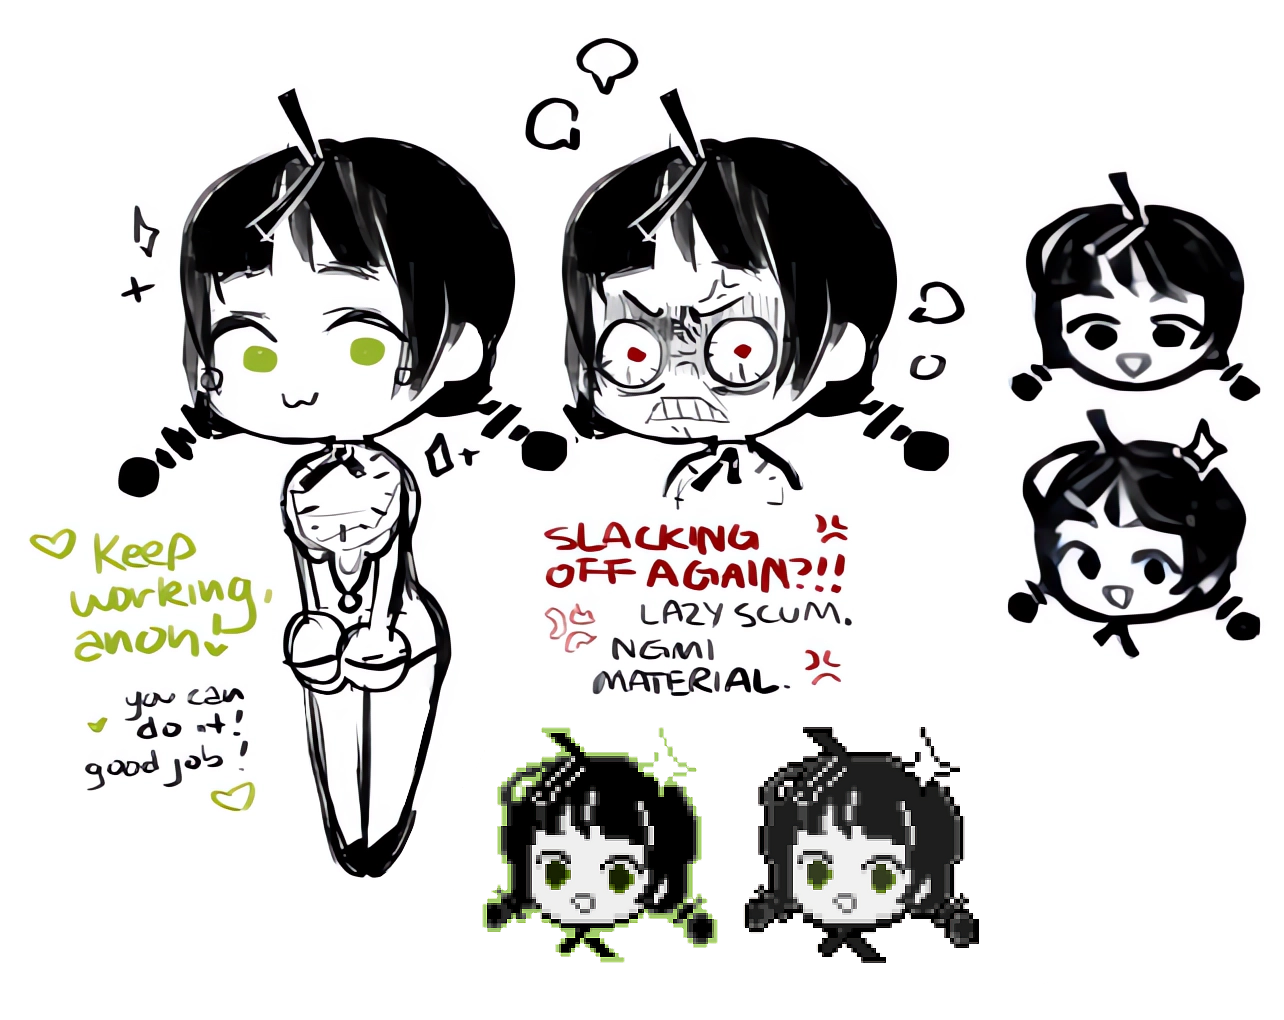 Keep
working,
anon!
you can
do it!
good job!
SLACKING
OFF AGAIN?!!
LAZY SCUM.
NGMI
MATERIAL.